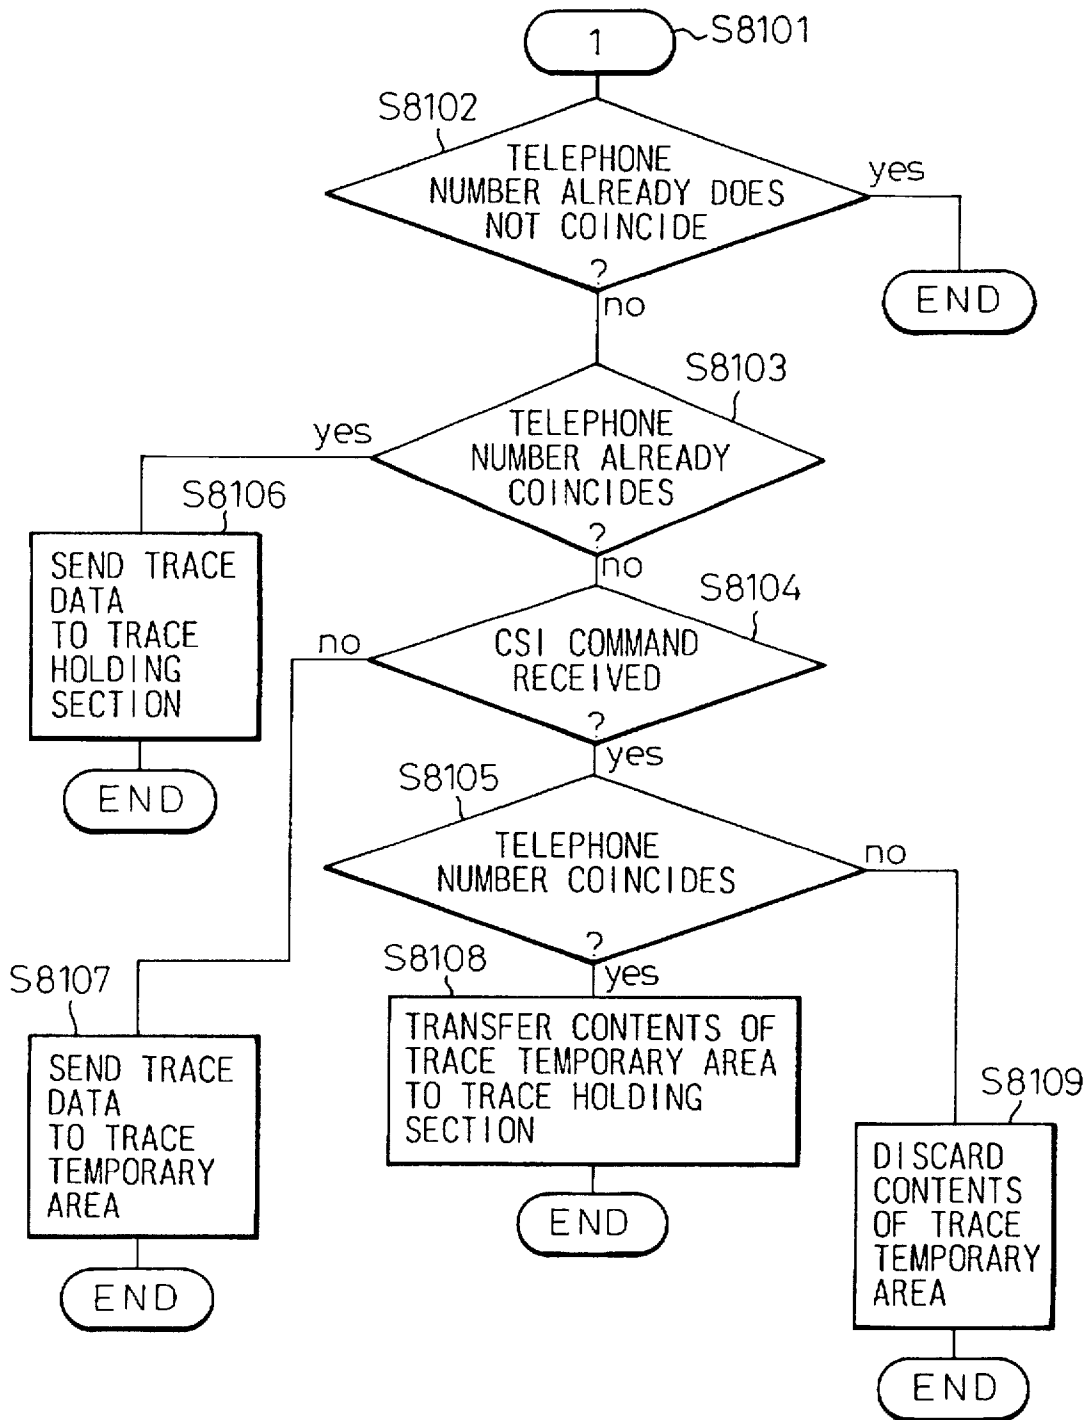 1
S8101
S8102
TELEPHONE
NUMBER ALREADY DOES
NOT COINCIDE
?
yes
END
no
S8103
TELEPHONE
NUMBER ALREADY
COINCIDES
?
yes
S8106
SEND TRACE
DATA
TO TRACE
HOLDING
SECTION
END
no
S8104
CSI COMMAND
RECEIVED
?
no
yes
S8105
TELEPHONE
NUMBER COINCIDES
?
no
yes
S8107
SEND TRACE
DATA
TO TRACE
TEMPORARY
AREA
END
S8108
TRANSFER CONTENTS OF
TRACE TEMPORARY AREA
TO TRACE HOLDING
SECTION
END
S8109
DISCARD
CONTENTS
OF TRACE
TEMPORARY
AREA
END